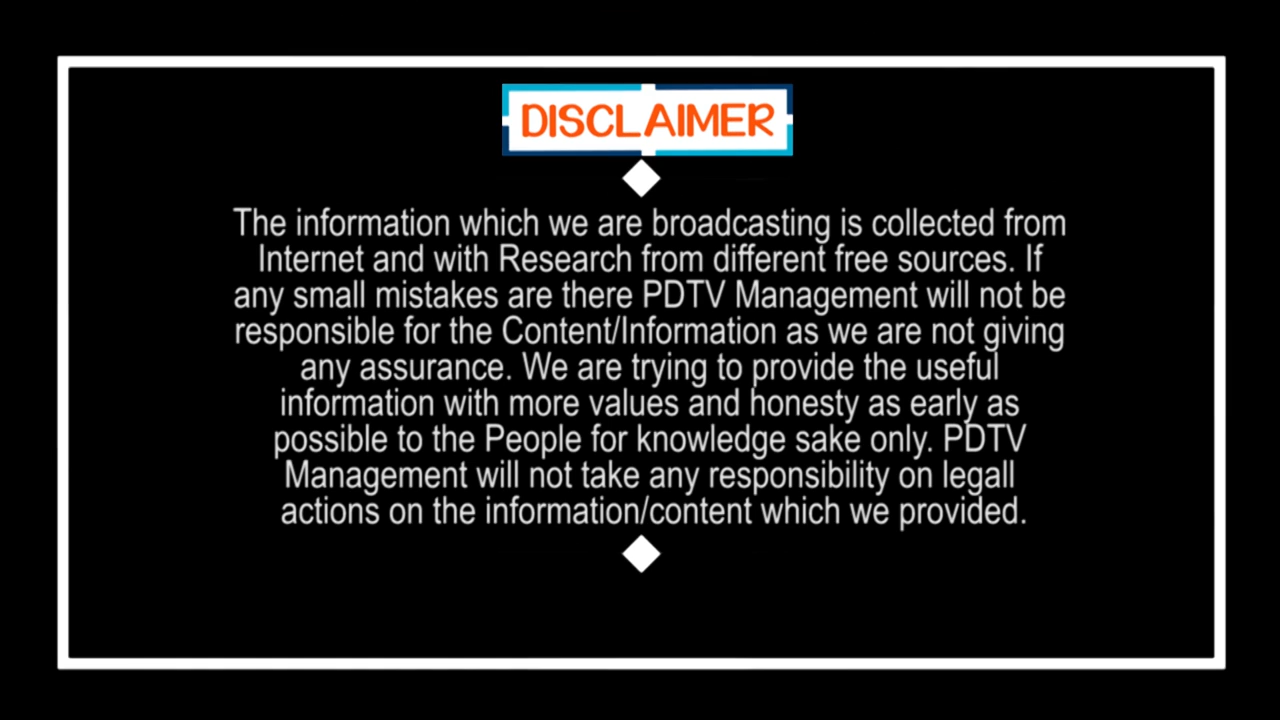 DISCLAIMER
The information which we are broadcasting is collected from
Internet and with Research from different free sources. If
any small mistakes are there PDTV Management will not be
responsible for the Content/Information as we are not giving
any assurance. We are trying to provide the useful
information with more values and honesty as early as
possible to the People for knowledge sake only. PDTV
Management will not take any responsibility on legall
actions on the information/content which we provided.